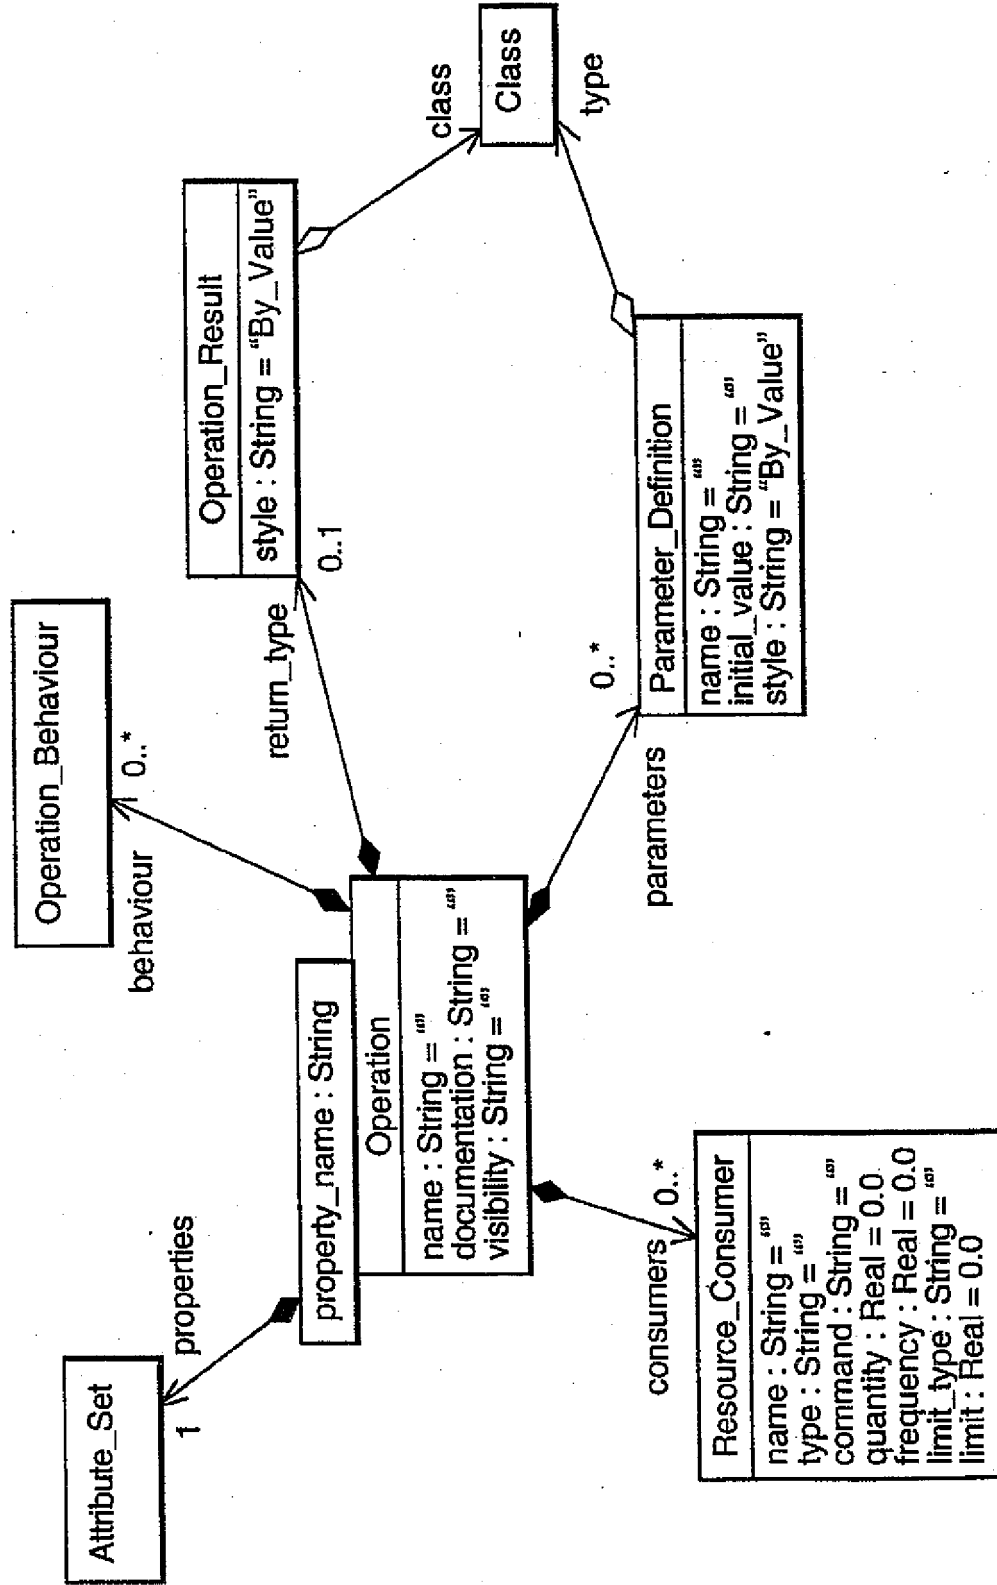 Attribute_Set
1
properties
property_name : String
Operation
name : String = “”
documentation : String = “”
visibility : String = “”
behaviour
0..*
Operation_Behaviour
return_type
0..1
Operation_Result
style : String = “By_Value”
class
Class
type
consumers
0..*
Resource_Consumer
name : String = “”
type : String = “”
command : String = “”
quantity : Real = 0.0
frequency : Real = 0.0
limit_type : String = “”
limit : Real = 0.0
parameters
0..*
Parameter_Definition
name : String = “”
initial_value : String = “”
style : String = “By_Value”